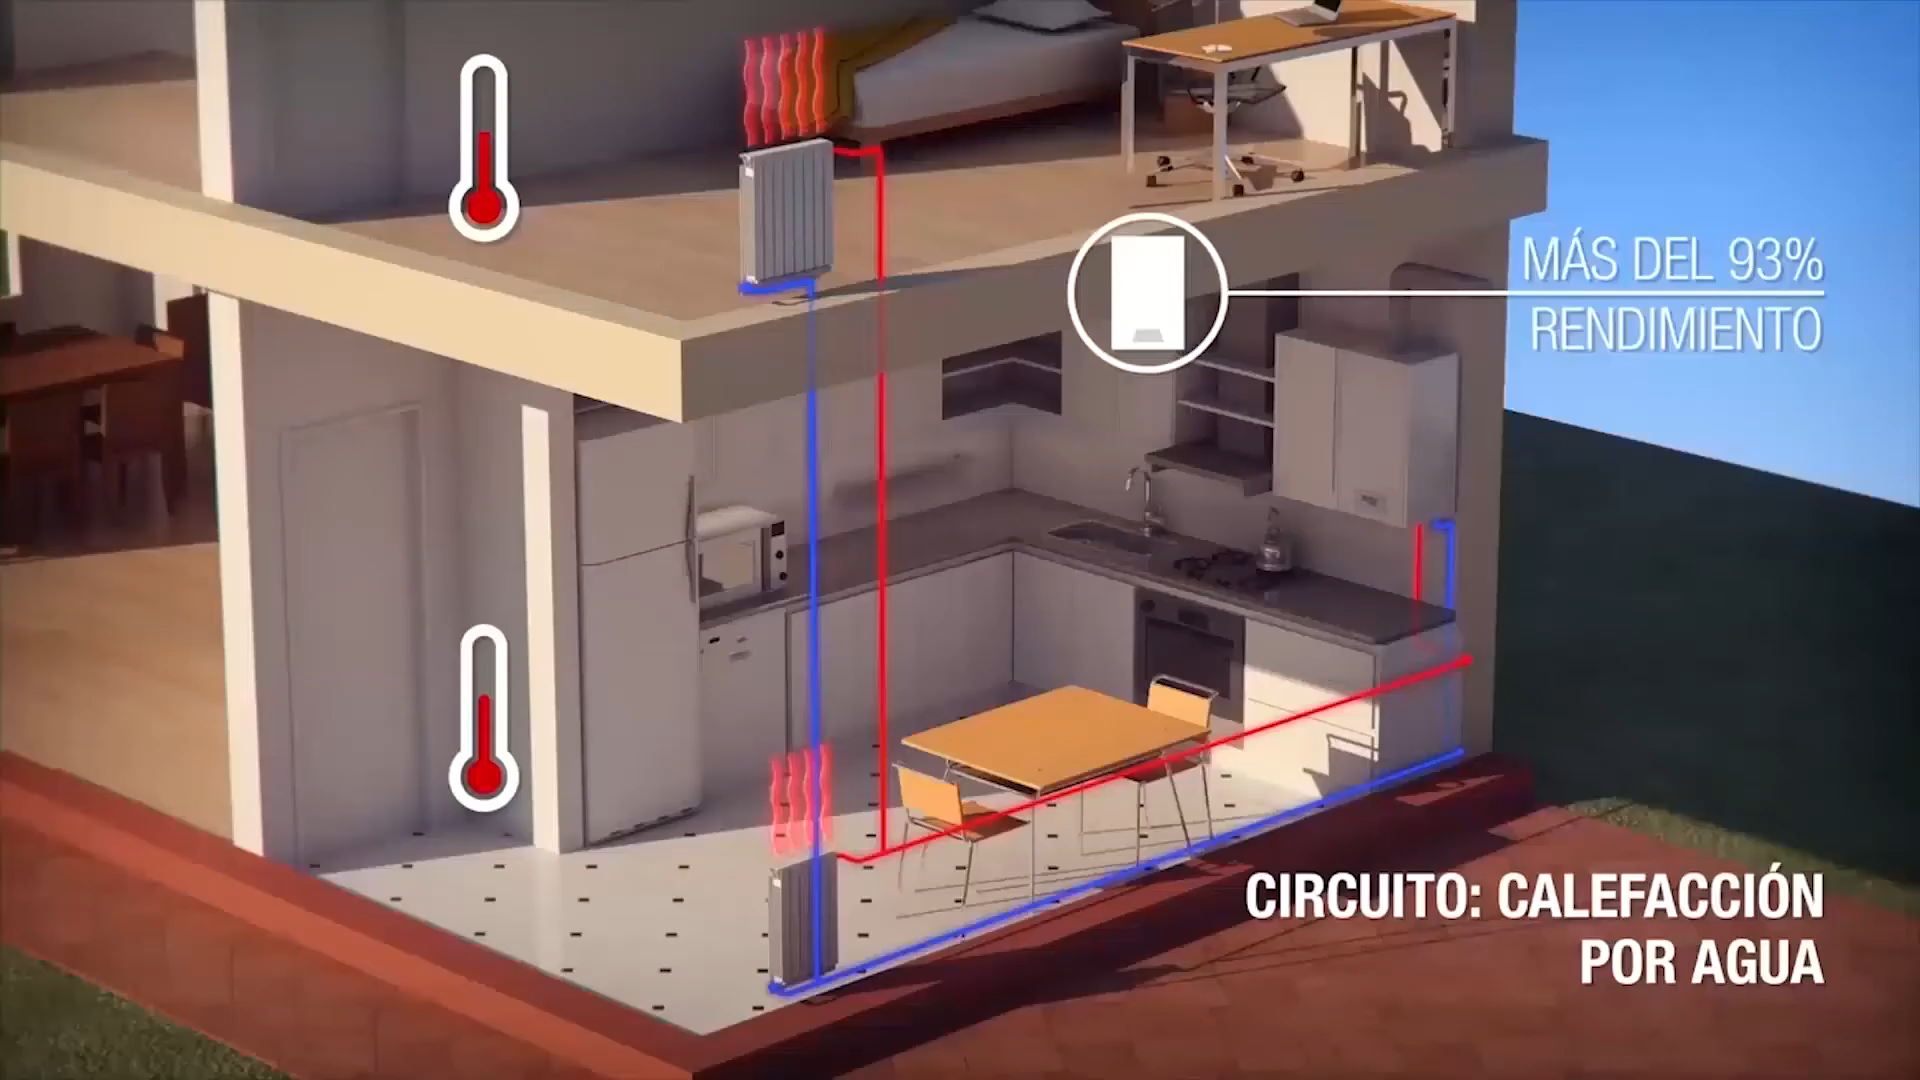 MÁS DEL 93%
RENDIMIENTO
CIRCUITO: CALEFACCIÓN
POR AGUA